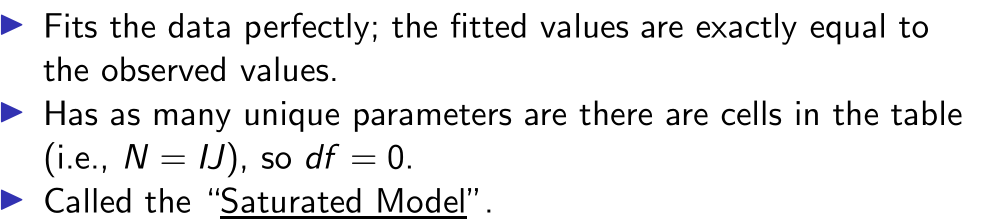 ▶ Fits the data perfectly; the fitted values are exactly equal to
the observed values.
▶ Has as many unique parameters are there are cells in the table
(i.e., N = IJ), so df = 0.
▶ Called the “Saturated Model”.